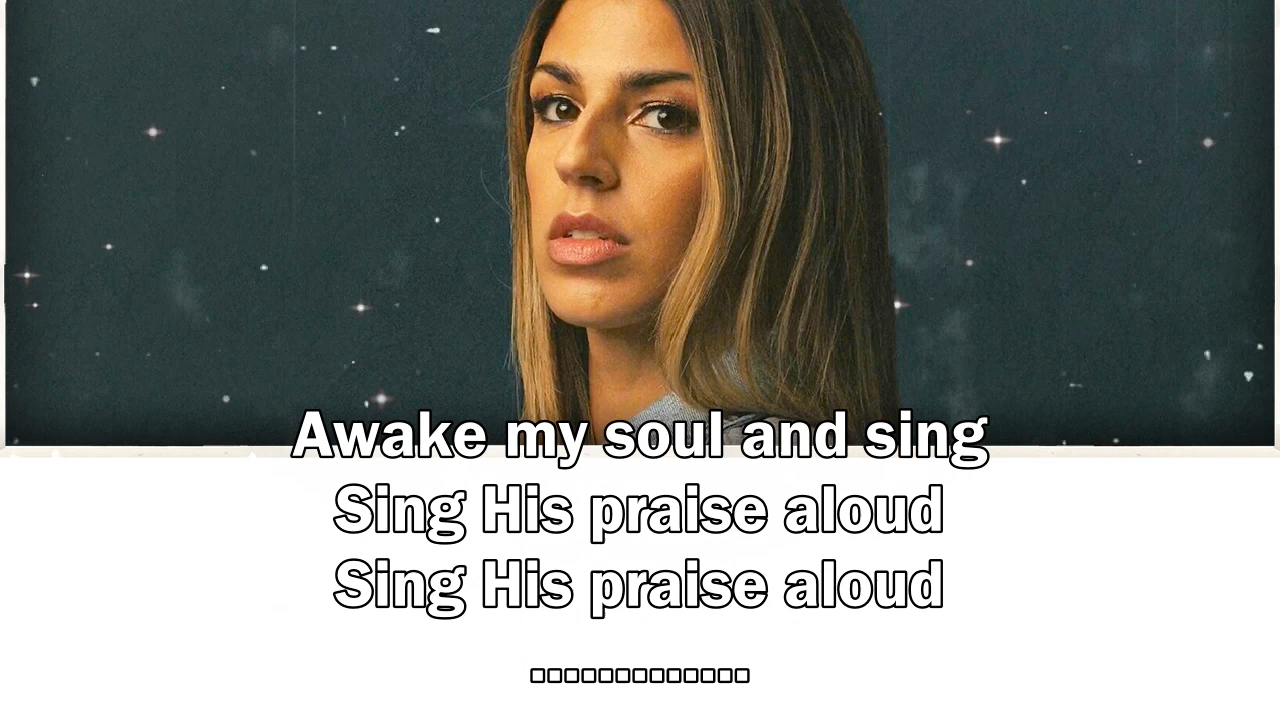 Awake my soul and sing
Sing His praise aloud
Sing His praise aloud
.............